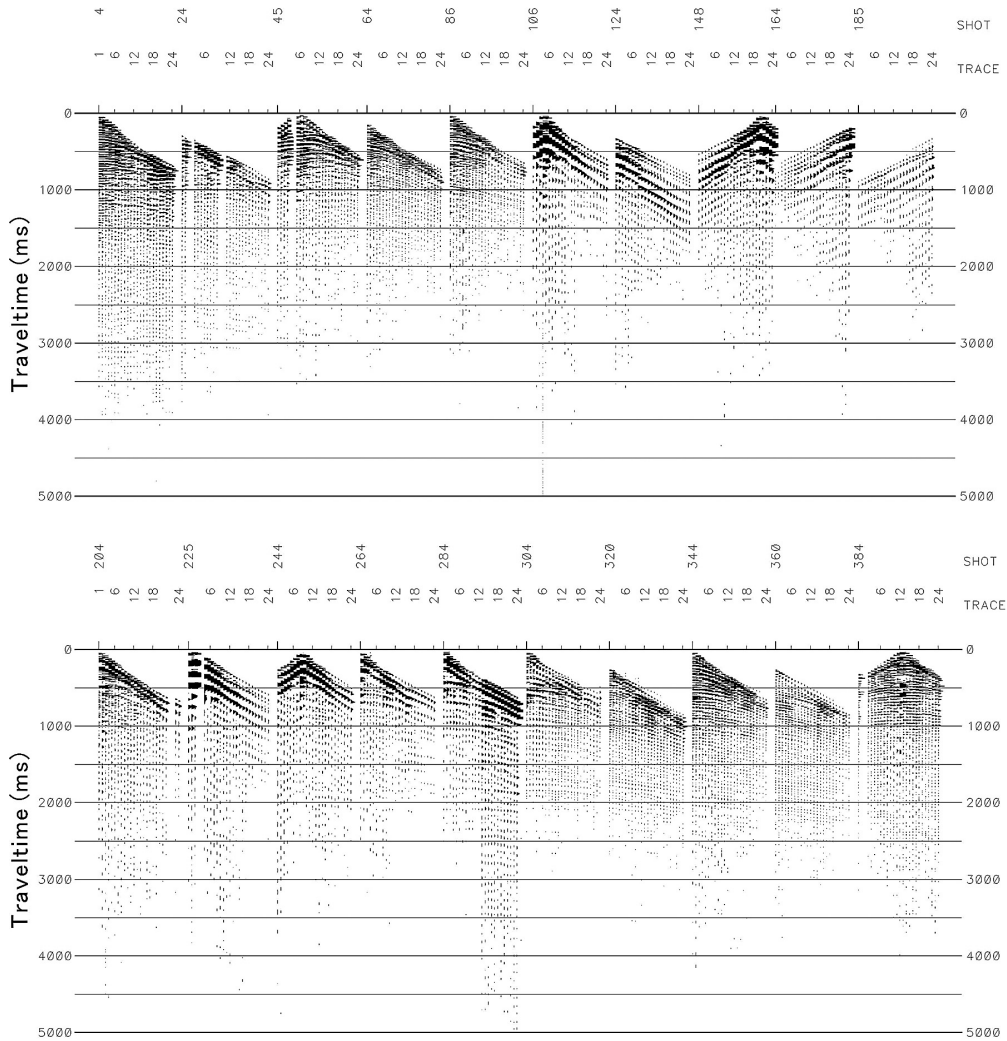 4 24 45 64 86 106 124 148 164 185 SHOT
1 6 12 18 24 6 12 18 24 6 12 18 24 6 12 18 24 6 12 18 24 6 12 18 24 6 12 18 24 6 12 18 24 6 12 18 24 6 12 18 24 TRACE
0 0
1000 1000
2000 2000
3000 3000
4000 4000
5000 5000
Traveltime (ms)
204 225 244 264 284 304 320 344 360 384 SHOT
1 6 12 18 24 6 12 18 24 6 12 18 24 6 12 18 24 6 12 18 24 6 12 18 24 6 12 18 24 6 12 18 24 6 12 18 24 6 12 18 24 TRACE
0 0
1000 1000
2000 2000
3000 3000
4000 4000
5000 5000
Traveltime (ms)